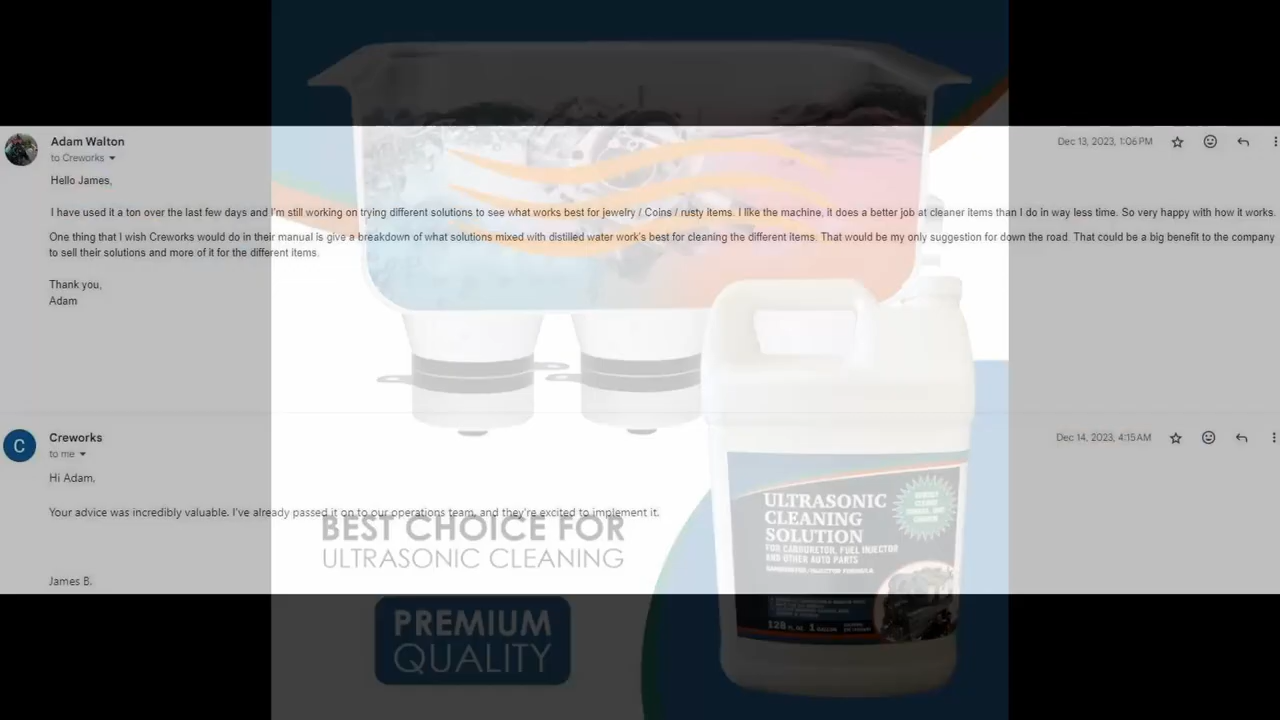 Adam Walton
Dec 13, 2023, 1:06 PM
to Creworks
Hello James,
I have used it a ton over the last few days and I'm still working on trying different solutions to see what works best for jewelry / Coins / rusty items. I like the machine, it does a better job at cleaner items than I do in way less time. So very happy with how it works.
One thing that I wish Creworks would do in their manual is give a breakdown of what solutions mixed with distilled water work's best for cleaning the different items. That would be my only suggestion for down the road. That could be a big benefit to the company
to sell their solutions and more of it for the different items.
Thank you,
Adam
C
Creworks
Dec 14, 2023, 4:15 AM
to me
Hi Adam,
Your advice was incredibly valuable. I've already passed it on to our operations team, and they're excited to implement it.
James B.
BEST CHOICE FOR
ULTRASONIC CLEANING
PREMIUM
QUALITY
ULTRASONIC
CLEANING
SOLUTION
FOR CARBURETOR, FUEL INJECTOR
AND OTHER AUTO PARTS
CARBURETOR/INJECTOR FORMULA
128 FL OZ 1 GALLON